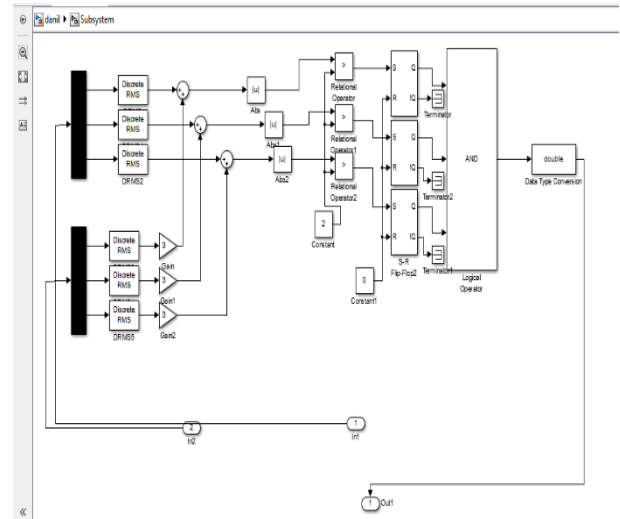 danil ▸ Subsystem
Discrete RMS
Discrete RMS
Discrete RMS
DRMS2
|u|
Abs
|u|
Abs1
|u|
Abs2
>
Relational Operator
>
Relational Operator1
>
Relational Operator2
2
Constant
0
Constant1
S
R
Q
!Q
S
R
Q
!Q
S
R
Q
!Q
S-R
Flip-Flop2
Terminator
Terminator2
Terminator1
AND
Logical Operator
double
Data Type Conversion
Discrete RMS
Discrete RMS
Discrete RMS
DRMS5
3
Gain
3
Gain1
3
Gain2
2
In2
1
In1
1
Out1